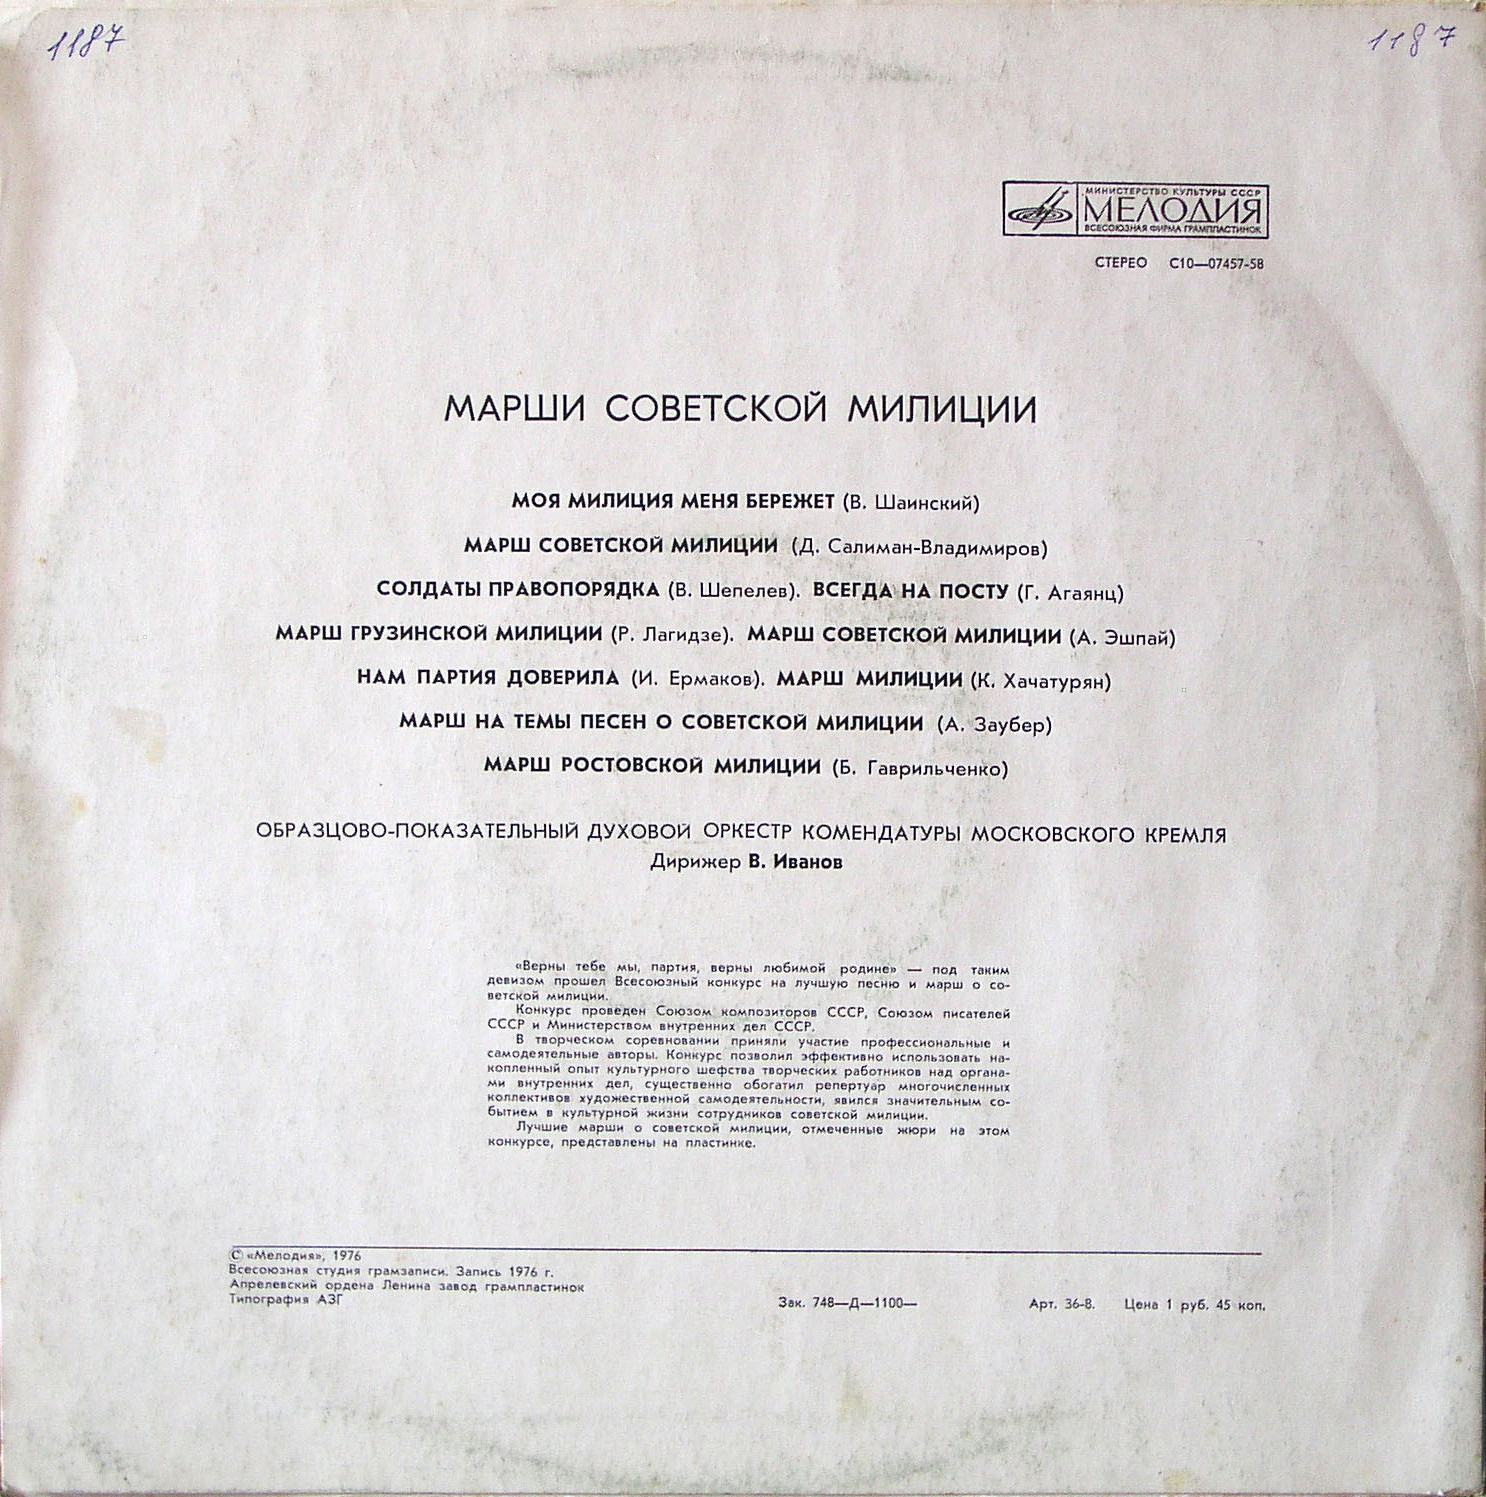 1187
1187
МИНИСТЕРСТВО КУЛЬТУРЫ СССР
МЕЛОДИЯ
ВСЕСОЮЗНАЯ ФИРМА ГРАМПЛАСТИНОК
СТЕРЕО С10—07457-58
МАРШИ СОВЕТСКОЙ МИЛИЦИИ
МОЯ МИЛИЦИЯ МЕНЯ БЕРЕЖЕТ (В. Шаинский)
МАРШ СОВЕТСКОЙ МИЛИЦИИ (Д. Салиман-Владимиров)
СОЛДАТЫ ПРАВОПОРЯДКА (В. Шепелев). ВСЕГДА НА ПОСТУ (Г. Агаянц)
МАРШ ГРУЗИНСКОЙ МИЛИЦИИ (Р. Лагидзе). МАРШ СОВЕТСКОЙ МИЛИЦИИ (А. Эшпай)
НАМ ПАРТИЯ ДОВЕРИЛА (И. Ермаков). МАРШ МИЛИЦИИ (К. Хачатурян)
МАРШ НА ТЕМЫ ПЕСЕН О СОВЕТСКОЙ МИЛИЦИИ (А. Заубер)
МАРШ РОСТОВСКОЙ МИЛИЦИИ (Б. Гаврильченко)
ОБРАЗЦОВО-ПОКАЗАТЕЛЬНЫЙ ДУХОВОЙ ОРКЕСТР КОМЕНДАТУРЫ МОСКОВСКОГО КРЕМЛЯ
Дирижер В. Иванов
«Верны тебе мы, партия, верны любимой родине» — под таким
девизом прошел Всесоюзный конкурс на лучшую песню и марш о со-
ветской милиции.
Конкурс проведен Союзом композиторов СССР, Союзом писателей
СССР и Министерством внутренних дел СССР.
В творческом соревновании приняли участие профессиональные и
самодеятельные авторы. Конкурс позволил эффективно использовать на-
копленный опыт культурного шефства творческих работников над органа-
ми внутренних дел, существенно обогатил репертуар многочисленных
коллективов художественной самодеятельности, явился значительным со-
бытием в культурной жизни сотрудников советской милиции.
Лучшие марши о советской милиции, отмеченные жюри на этом
конкурсе, представлены на пластинке.
© «Мелодия», 1976
Всесоюзная студия грамзаписи. Запись 1976 г.
Апрелевский ордена Ленина завод грампластинок
Типография АЗГ
Зак. 748—Д—1100—
Арт. 36-8. Цена 1 руб. 45 коп.